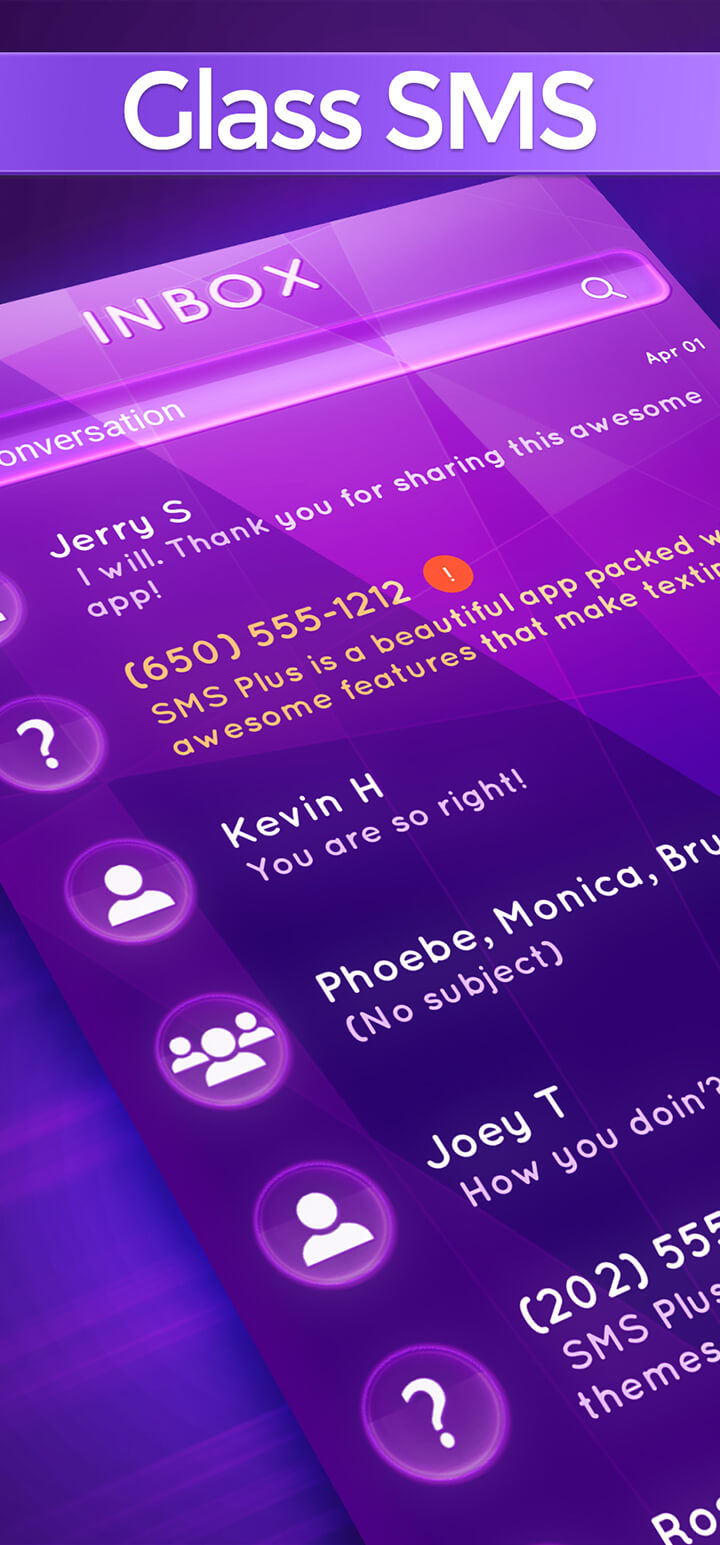 Glass SMS
INBOX
onversation
Apr 01
Jerry S
I will. Thank you for sharing this awesome
app!
(650) 555-1212 !
SMS Plus is a beautiful app packed
awesome features that make
?
Kevin H
You are so right!
Phoebe, Monica, Bru
(No subject)
Joey T
How you doin'?
(202) 555
SMS Plus
themes
?
Ros